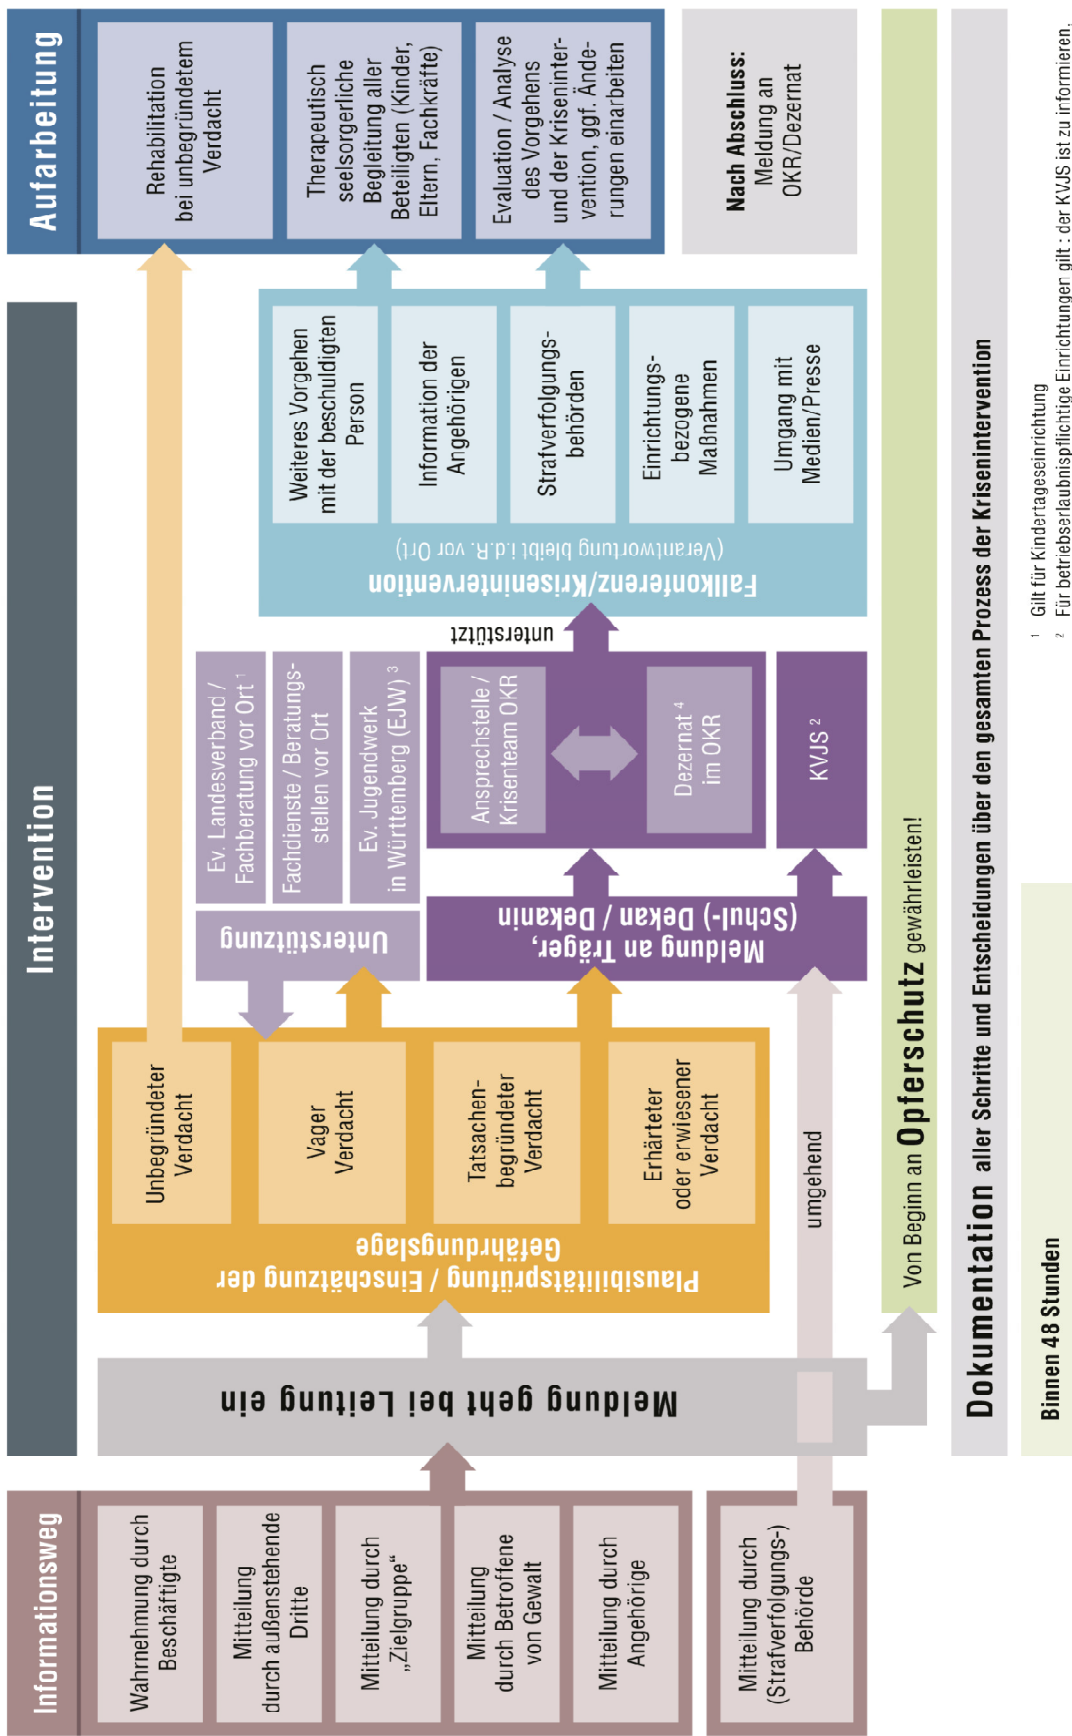 Informationsweg
Wahrnehmung durch
Beschäftigte
Mitteilung
durch außenstehende
Dritte
Mitteilung durch
„Zielgruppe“
Mitteilung
durch Betroffene
von Gewalt
Mitteilung durch
Angehörige
Mitteilung durch
(Strafverfolgungs-)
Behörde
Intervention
Meldung geht bei Leitung ein
Plausibilitätsprüfung / Einschätzung der
Gefährdungslage
Unbegründeter
Verdacht
Vager
Verdacht
Tatsachen-
begründeter
Verdacht
Erhärteter
oder erwiesener
Verdacht
umgehend
Unterstützung
Ev. Landesverband /
Fachberatung vor Ort 1
Fachdienste / Beratungs-
stellen vor Ort
Ev. Jugendwerk
in Württemberg (EJW) 3
Meldung an Träger,
(Schul-) Dekan / Dekanin
Ansprechstelle /
Krisenteam OKR
Dezernat 4
im OKR
KVJS 2
unterstützt
Fallkonferenz/Krisenintervention
(Verantwortung bleibt i.d.R. vor Ort)
Weiteres Vorgehen
mit der beschuldigten
Person
Information der
Angehörigen
Strafverfolgungs-
behörden
Einrichtungs-
bezogene
Maßnahmen
Umgang mit
Medien/Presse
Aufarbeitung
Rehabilitation
bei unbegründetem
Verdacht
Therapeutisch
seelsorgerliche
Begleitung aller
Beteiligten (Kinder,
Eltern, Fachkräfte)
Evaluation / Analyse
des Vorgehens
und der Kriseninter-
vention, ggf. Ände-
rungen einarbeiten
Nach Abschluss:
Meldung an
OKR/Dezernat
Von Beginn an Opferschutz gewährleisten!
Dokumentation aller Schritte und Entscheidungen über den gesamten Prozess der Krisenintervention
Binnen 48 Stunden
1 Gilt für Kindertageseinrichtung
2 Für betriebserlaubnispflichtige Einrichtungen gilt : der KVJS ist zu informieren,